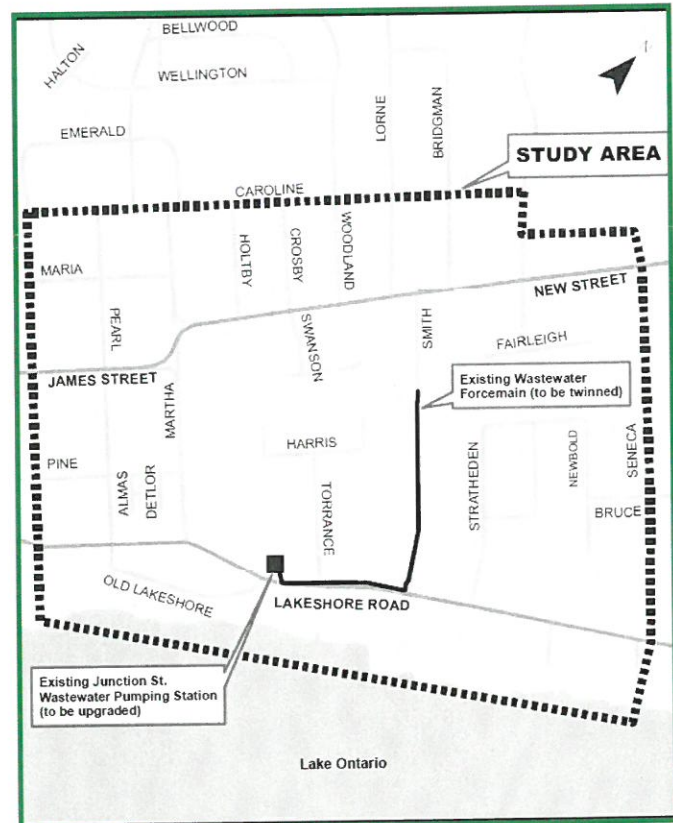 BELLWOOD
HALTON
WELLINGTON
LORNE
BRIDGMAN
EMERALD
STUDY AREA
CAROLINE
HOLTBY
CROSBY
WOODLAND
MARIA
NEW STREET
PEARL
SWANSON
SMITH
FAIRLEIGH
JAMES STREET
MARTHA
Existing Wastewater
Forcemain (to be twinned)
HARRIS
PINE
ALMAS
DETLOR
TORRANCE
STRATHEDEN
NEWBOLD
SENECA
BRUCE
OLD LAKESHORE
LAKESHORE ROAD
Existing Junction St.
Wastewater Pumping Station
(to be upgraded)
Lake Ontario